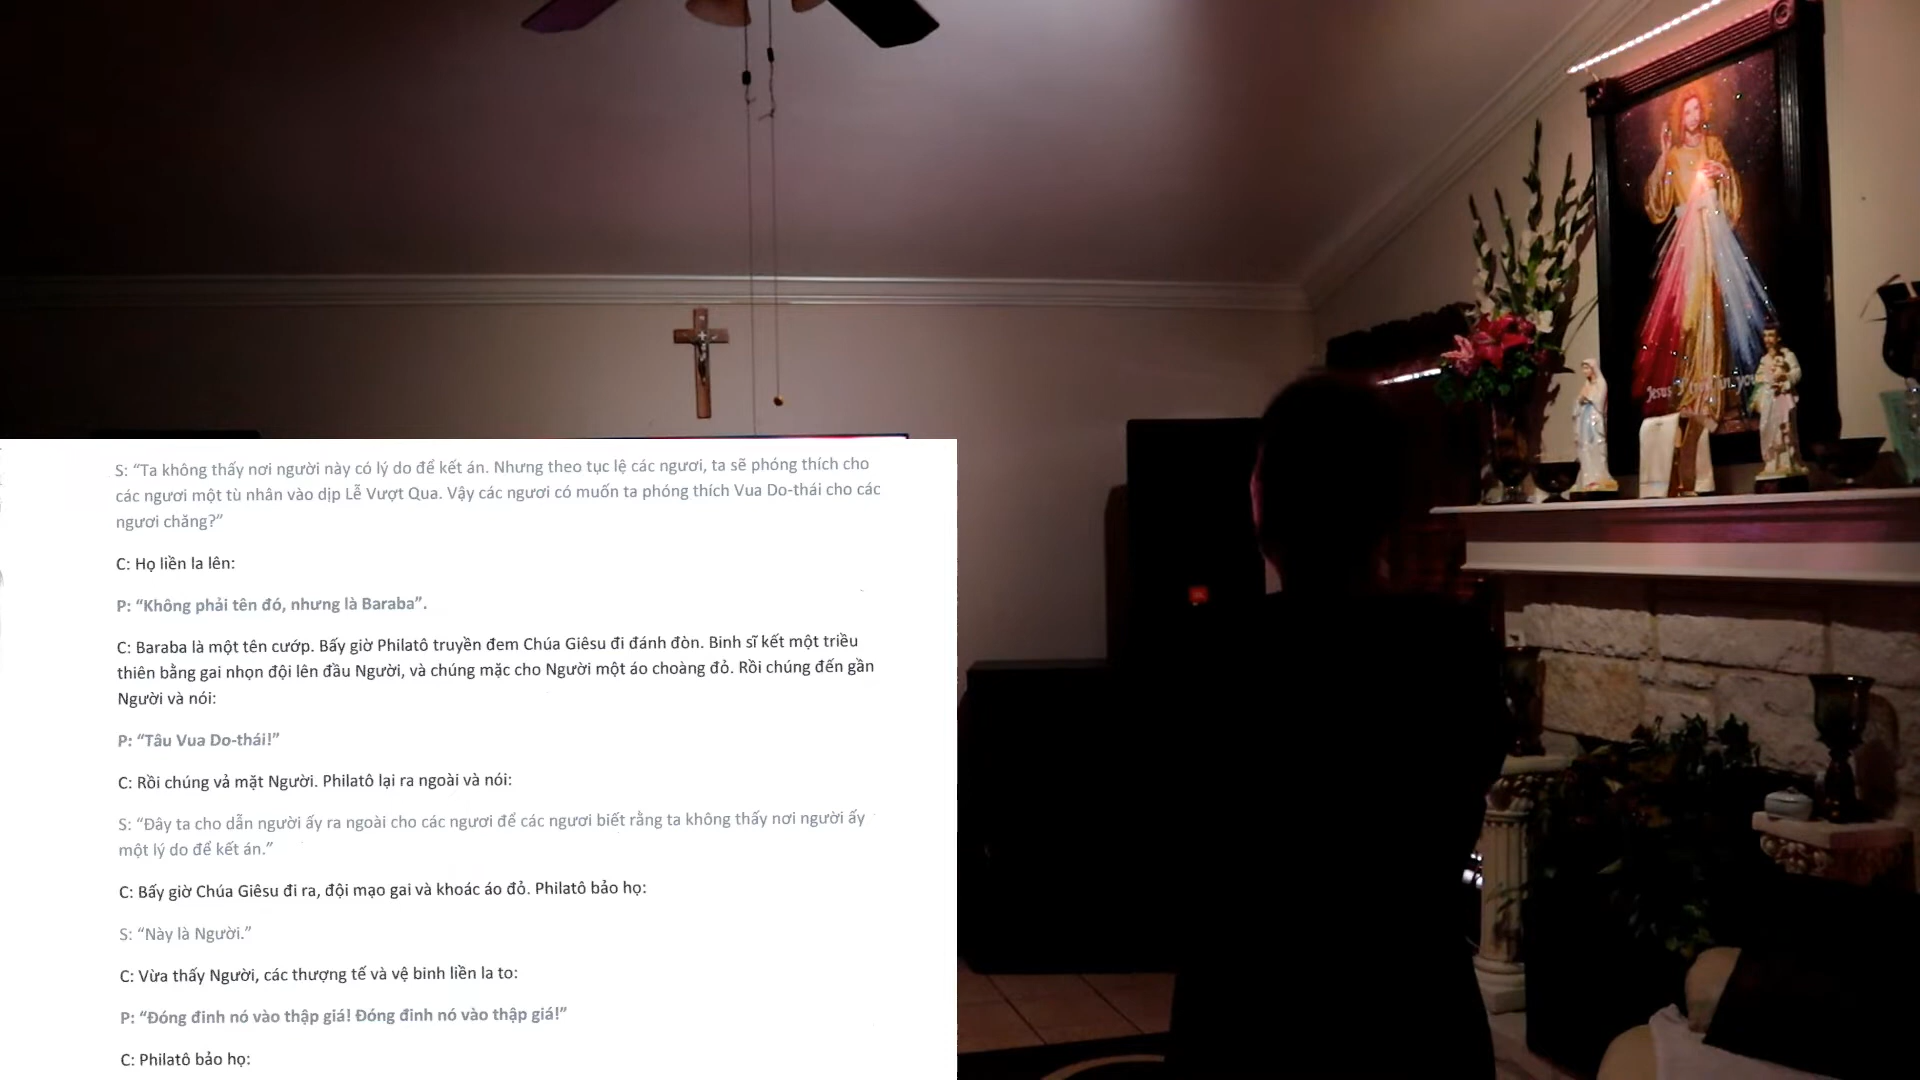 Jesus
S: “Ta không thấy nơi người này có lý do để kết án. Nhưng theo tục lệ các ngươi, ta sẽ phóng thích cho
các ngươi một tù nhân vào dịp Lễ Vượt Qua. Vậy các ngươi có muốn ta phóng thích Vua Do-thái cho các
ngươi chăng?”
C: Họ liền la lên:
P: “Không phải tên đó, nhưng là Baraba”.
C: Baraba là một tên cướp. Bấy giờ Philatô truyền đem Chúa Giêsu đi đánh đòn. Binh sĩ kết một triều
thiên bằng gai nhọn đội lên đầu Người, và chúng mặc cho Người một áo choàng đỏ. Rồi chúng đến gần
Người và nói:
P: “Tâu Vua Do-thái!”
C: Rồi chúng vả mặt Người. Philatô lại ra ngoài và nói:
S: “Đây ta cho dẫn người ấy ra ngoài cho các ngươi để các ngươi biết rằng ta không thấy nơi người ấy
một lý do để kết án.”
C: Bấy giờ Chúa Giêsu đi ra, đội mạo gai và khoác áo đỏ. Philatô bảo họ:
S: “Này là Người.”
C: Vừa thấy Người, các thượng tế và vệ binh liền la to:
P: “Đóng đinh nó vào thập giá! Đóng đinh nó vào thập giá!”
C: Philatô bảo họ: